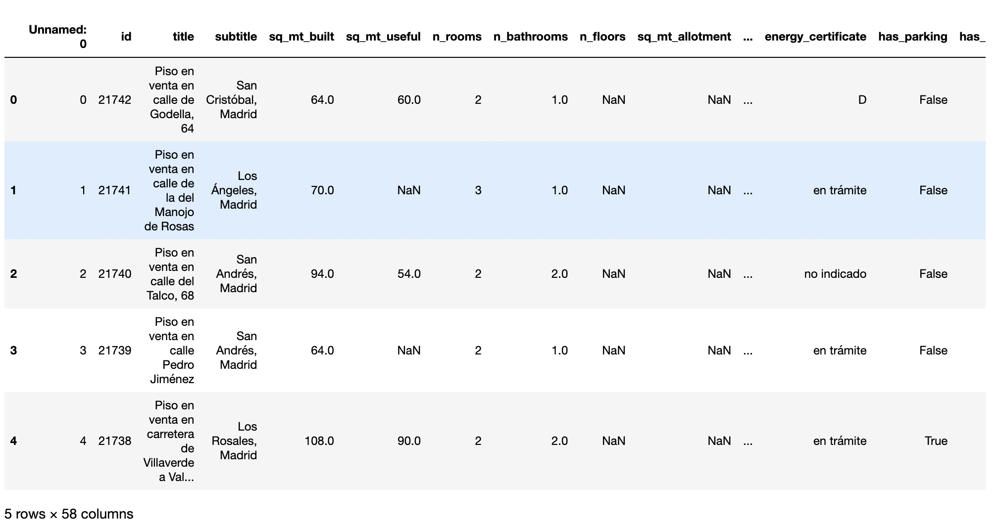 Unnamed: 0 id title subtitle sq_mt_built sq_mt_useful n_rooms n_bathrooms n_floors sq_mt_allotment ... energy_certificate has_parking has_
0 0 21742 Piso en venta en calle de Godella, 64 San Cristóbal, Madrid 64.0 60.0 2 1.0 NaN NaN ... D False
1 1 21741 Piso en venta en calle de la del Manojo de Rosas Los Ángeles, Madrid 70.0 NaN 3 1.0 NaN NaN ... en trámite False
2 2 21740 Piso en venta en calle del Talco, 68 San Andrés, Madrid 94.0 54.0 2 2.0 NaN NaN ... no indicado False
3 3 21739 Piso en venta en calle Pedro Jiménez San Andrés, Madrid 64.0 NaN 2 1.0 NaN NaN ... en trámite False
4 4 21738 Piso en venta en carretera de Villaverde a Val... Los Rosales, Madrid 108.0 90.0 2 2.0 NaN NaN ... en trámite True
5 rows × 58 columns